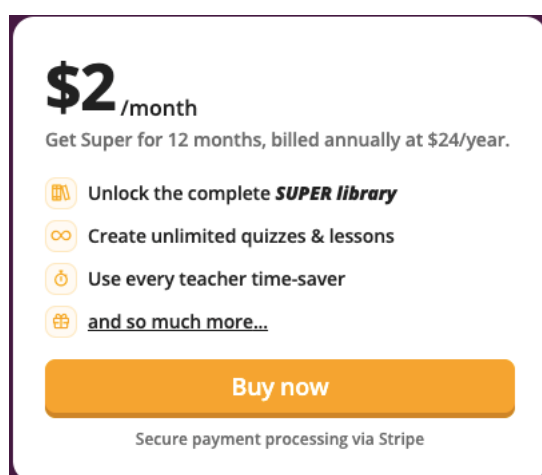 $2/month
Get Super for 12 months, billed annually at $24/year.
Unlock the complete SUPER library
Create unlimited quizzes & lessons
Use every teacher time-saver
and so much more...
Buy now
Secure payment processing via Stripe